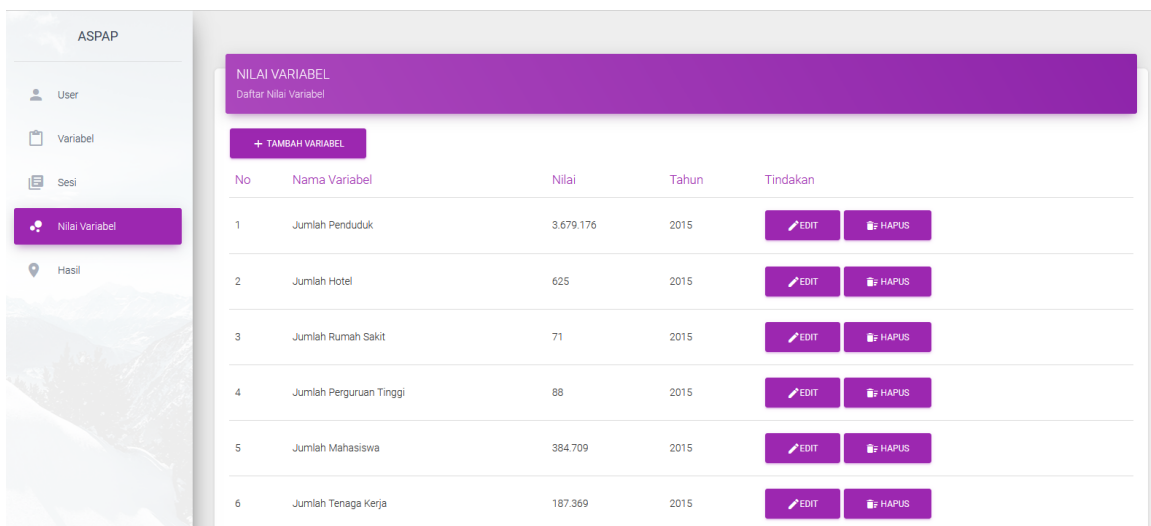 ASPAP
User
Variabel
Sesi
Nilai Variabel
Hasil
NILAI VARIABEL
Daftar Nilai Variabel
+ TAMBAH VARIABEL
No Nama Variabel Nilai Tahun Tindakan
1 Jumlah Penduduk 3.679.176 2015 EDIT HAPUS
2 Jumlah Hotel 625 2015 EDIT HAPUS
3 Jumlah Rumah Sakit 71 2015 EDIT HAPUS
4 Jumlah Perguruan Tinggi 88 2015 EDIT HAPUS
5 Jumlah Mahasiswa 384.709 2015 EDIT HAPUS
6 Jumlah Tenaga Kerja 187.369 2015 EDIT HAPUS